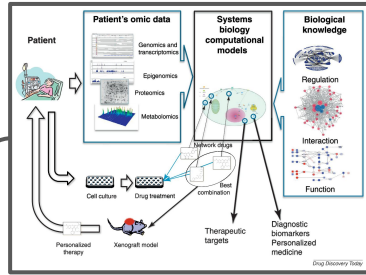 Patient
Patient's omic data
Genomics and
transcriptomics
Epigenomics
Proteomics
Metabolomics
Systems
biology
computational
models
Biological
knowledge
Regulation
Interaction
Function
Network drugs
Best
combination
Cell culture
Drug treatment
Personalized
therapy
Xenograft model
Therapeutic
targets
Diagnostic
biomarkers
Personalized
medicine
Drug Discovery Today